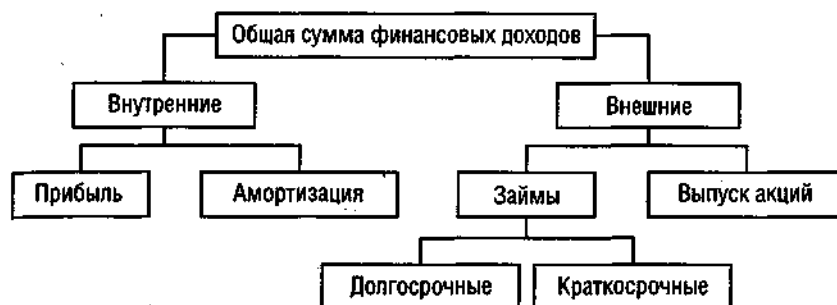 Общая сумма финансовых доходов
Внутренние
Внешние
Прибыль
Амортизация
Займы
Выпуск акций
Долгосрочные
Краткосрочные